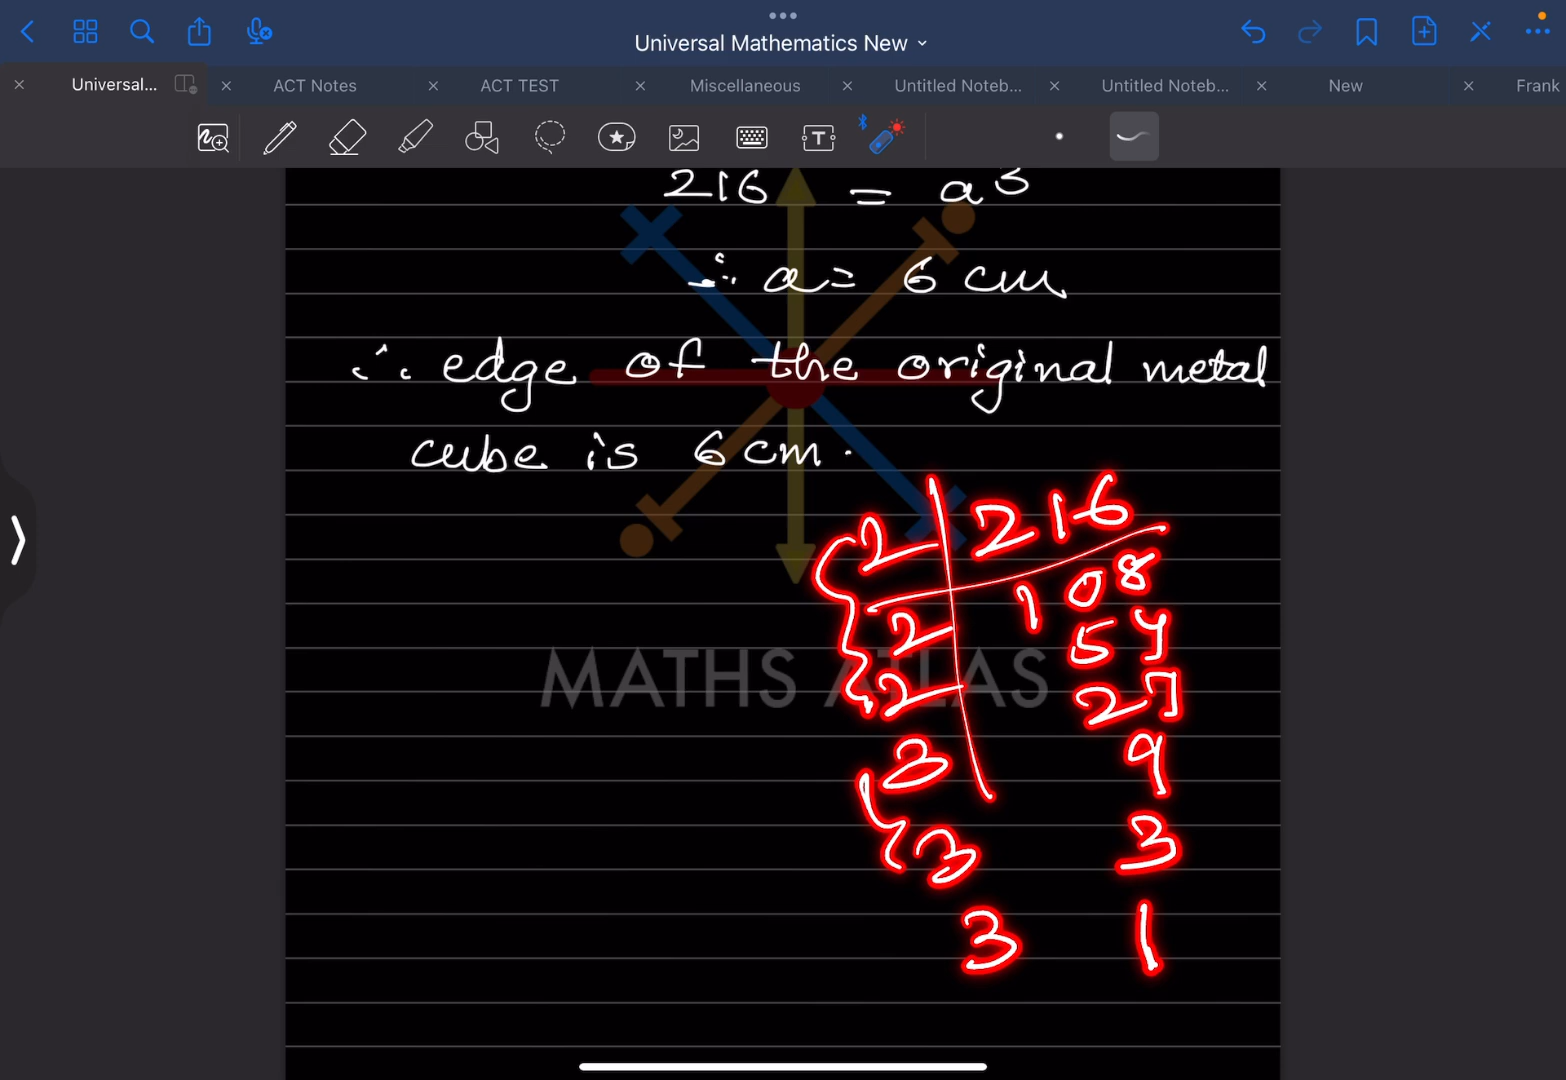 Universal Mathematics New
Universal...
ACT Notes
ACT TEST
Miscellaneous
Untitled Noteb...
Untitled Noteb...
New
Frank
T
216 = a³
∴ a = 6 cm
∴ edge of the original metal
cube is 6 cm.
2 216
2 108
2 54
3 27
3 9
3 3
1
MATHS ATLAS